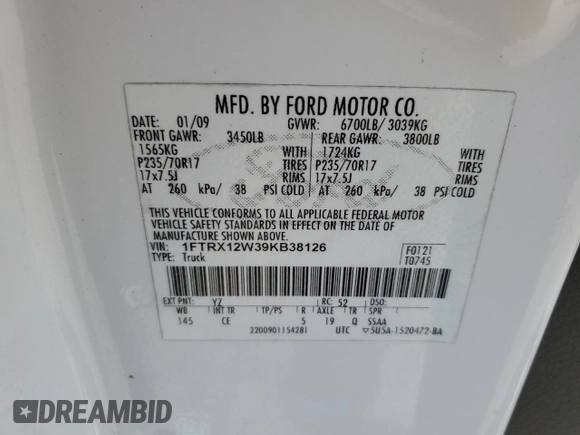 MFD. BY FORD MOTOR CO.
DATE: 01/09 GVWR: 6700LB/ 3039KG
FRONT GAWR: 3450LB REAR GAWR: 3800LB
1565KG WITH 1724KG WITH
P235/70R17 TIRES P235/70R17 TIRES
17x7.5J RIMS 17x7.5J RIMS
AT 260 kPa/ 38 PSI COLD AT 260 kPa/ 38 PSI COLD
THIS VEHICLE CONFORMS TO ALL APPLICABLE FEDERAL MOTOR
VEHICLE SAFETY STANDARDS IN EFFECT ON THE DATE OF
MANUFACTURE SHOWN ABOVE.
VIN: 1FTRX12W39KB38126 F0121
TYPE: Truck T0745
EXT PNT: YZ RC: 52 DSO:
WB INT TR TP/PS R AXLE TR SPR
145 CE 5 19 Q SSAA
2200901154281 UTC ▽5U5A-1520472-BA
Ford
DREAMBID